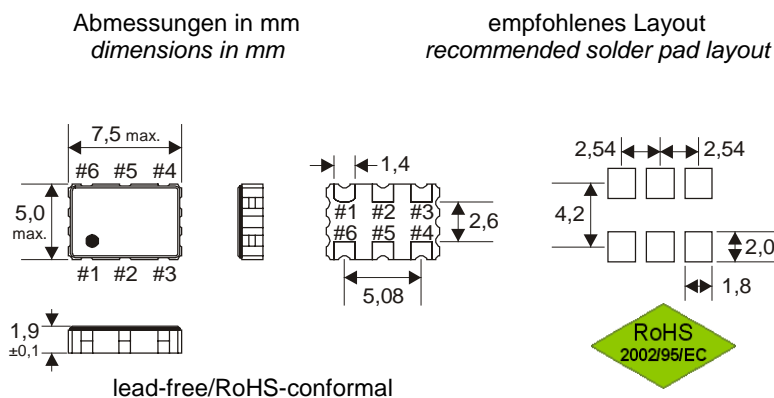 Abmessungen in mm
dimensions in mm
empfohlenes Layout
recommended solder pad layout
7,5 max.
#6 #5 #4
5,0
max.
#1 #2 #3
1,9
±0,1
1,4
#1 #2 #3
#6 #5 #4
2,6
5,08
2,54
2,54
4,2
2,0
1,8
RoHS
2002/95/EC
lead-free/RoHS-conformal